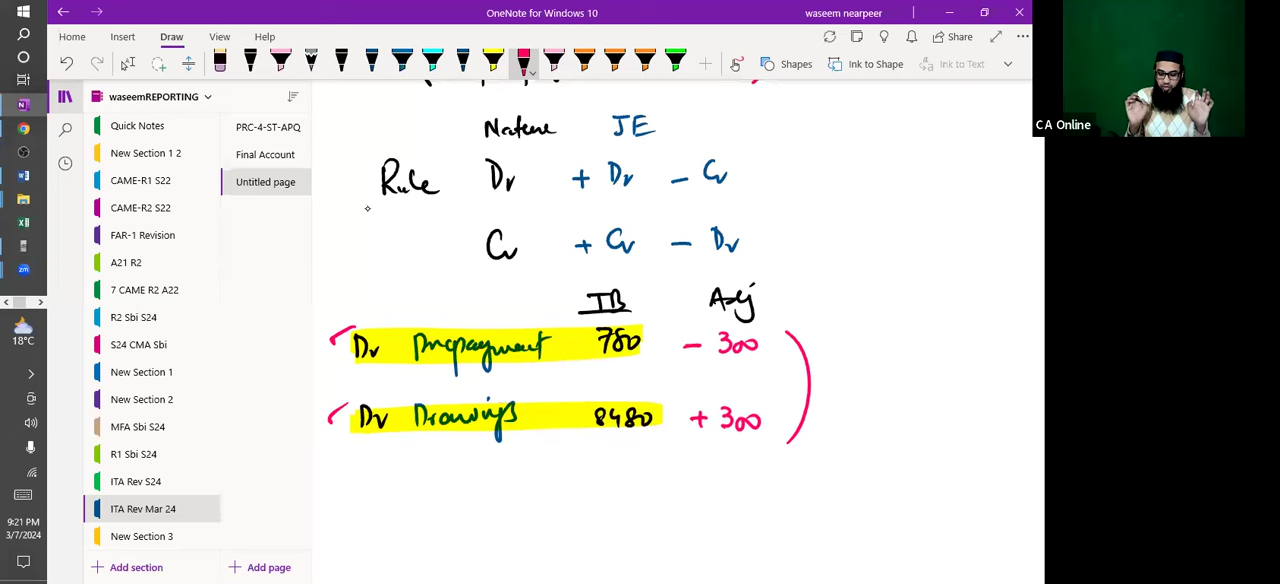 OneNote for Windows 10
waseem nearpeer
Home Insert Draw View Help
Share
Shapes
Ink to Shape
Ink to Text
waseemREPORTING
Quick Notes
New Section 1 2
CAME-R1 S22
CAME-R2 S22
FAR-1 Revision
A21 R2
7 CAME R2 A22
R2 Sbi S24
S24 CMA Sbi
New Section 1
New Section 2
MFA Sbi S24
R1 Sbi S24
ITA Rev S24
ITA Rev Mar 24
New Section 3
Add section
Add page
PRC-4-ST-APQ
Final Account
Untitled page
Nature JE
Rule Dr + Dr - Cr
Cr + Cr - Dr
TB Adj
Dr Prepayment 780 - 300
Dr Drawings 8480 + 300
CA Online
18°C
9:21 PM
3/7/2024